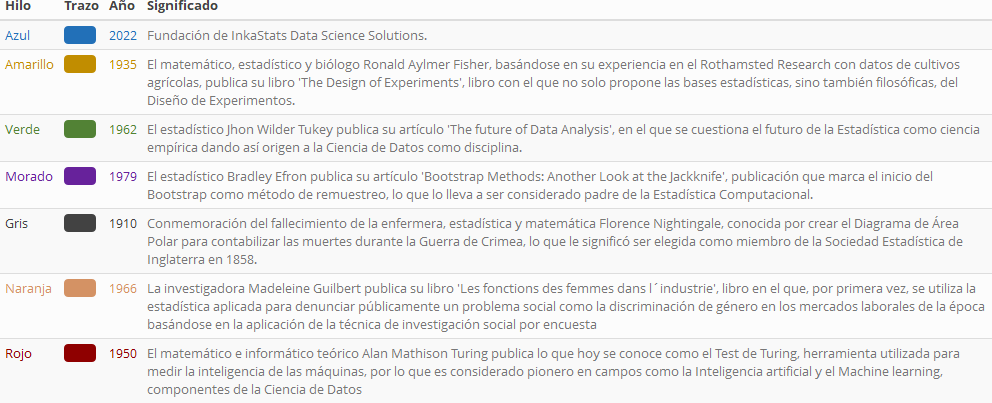 Hilo Trazo Año Significado
Azul 2022 Fundación de InkaStats Data Science Solutions.
Amarillo 1935 El matemático, estadístico y biólogo Ronald Aylmer Fisher, basándose en su experiencia en el Rothamsted Research con datos de cultivos
agrícolas, publica su libro 'The Design of Experiments', libro con el que no solo propone las bases estadísticas, sino también filosóficas, del
Diseño de Experimentos.
Verde 1962 El estadístico Jhon Wilder Tukey publica su artículo 'The future of Data Analysis', en el que se cuestiona el futuro de la Estadística como ciencia
empírica dando así origen a la Ciencia de Datos como disciplina.
Morado 1979 El estadístico Bradley Efron publica su artículo 'Bootstrap Methods: Another Look at the Jackknife', publicación que marca el inicio del
Bootstrap como método de remuestreo, lo que lo lleva a ser considerado padre de la Estadística Computacional.
Gris 1910 Conmemoración del fallecimiento de la enfermera, estadística y matemática Florence Nightingale, conocida por crear el Diagrama de Área
Polar para contabilizar las muertes durante la Guerra de Crimea, lo que le significó ser elegida como miembro de la Sociedad Estadística de
Inglaterra en 1858.
Naranja 1966 La investigadora Madeleine Guilbert publica su libro 'Les fonctions des femmes dans l´industrie', libro en el que, por primera vez, se utiliza la
estadística aplicada para denunciar públicamente un problema social como la discriminación de género en los mercados laborales de la época
basándose en la aplicación de la técnica de investigación social por encuesta
Rojo 1950 El matemático e informático teórico Alan Mathison Turing publica lo que hoy se conoce como el Test de Turing, herramienta utilizada para
medir la inteligencia de las máquinas, por lo que es considerado pionero en campos como la Inteligencia artificial y el Machine learning,
componentes de la Ciencia de Datos